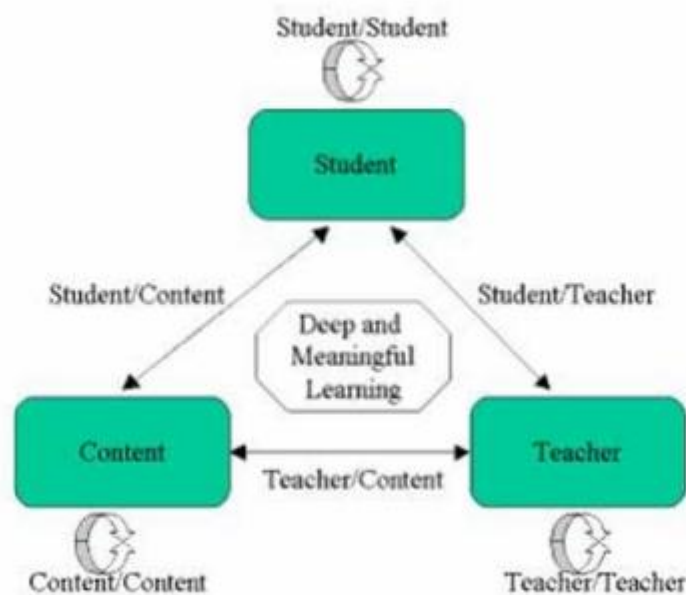 Student/Student
Student
Student/Content
Student/Teacher
Deep and
Meaningful
Learning
Content
Teacher
Teacher/Content
Content/Content
Teacher/Teacher